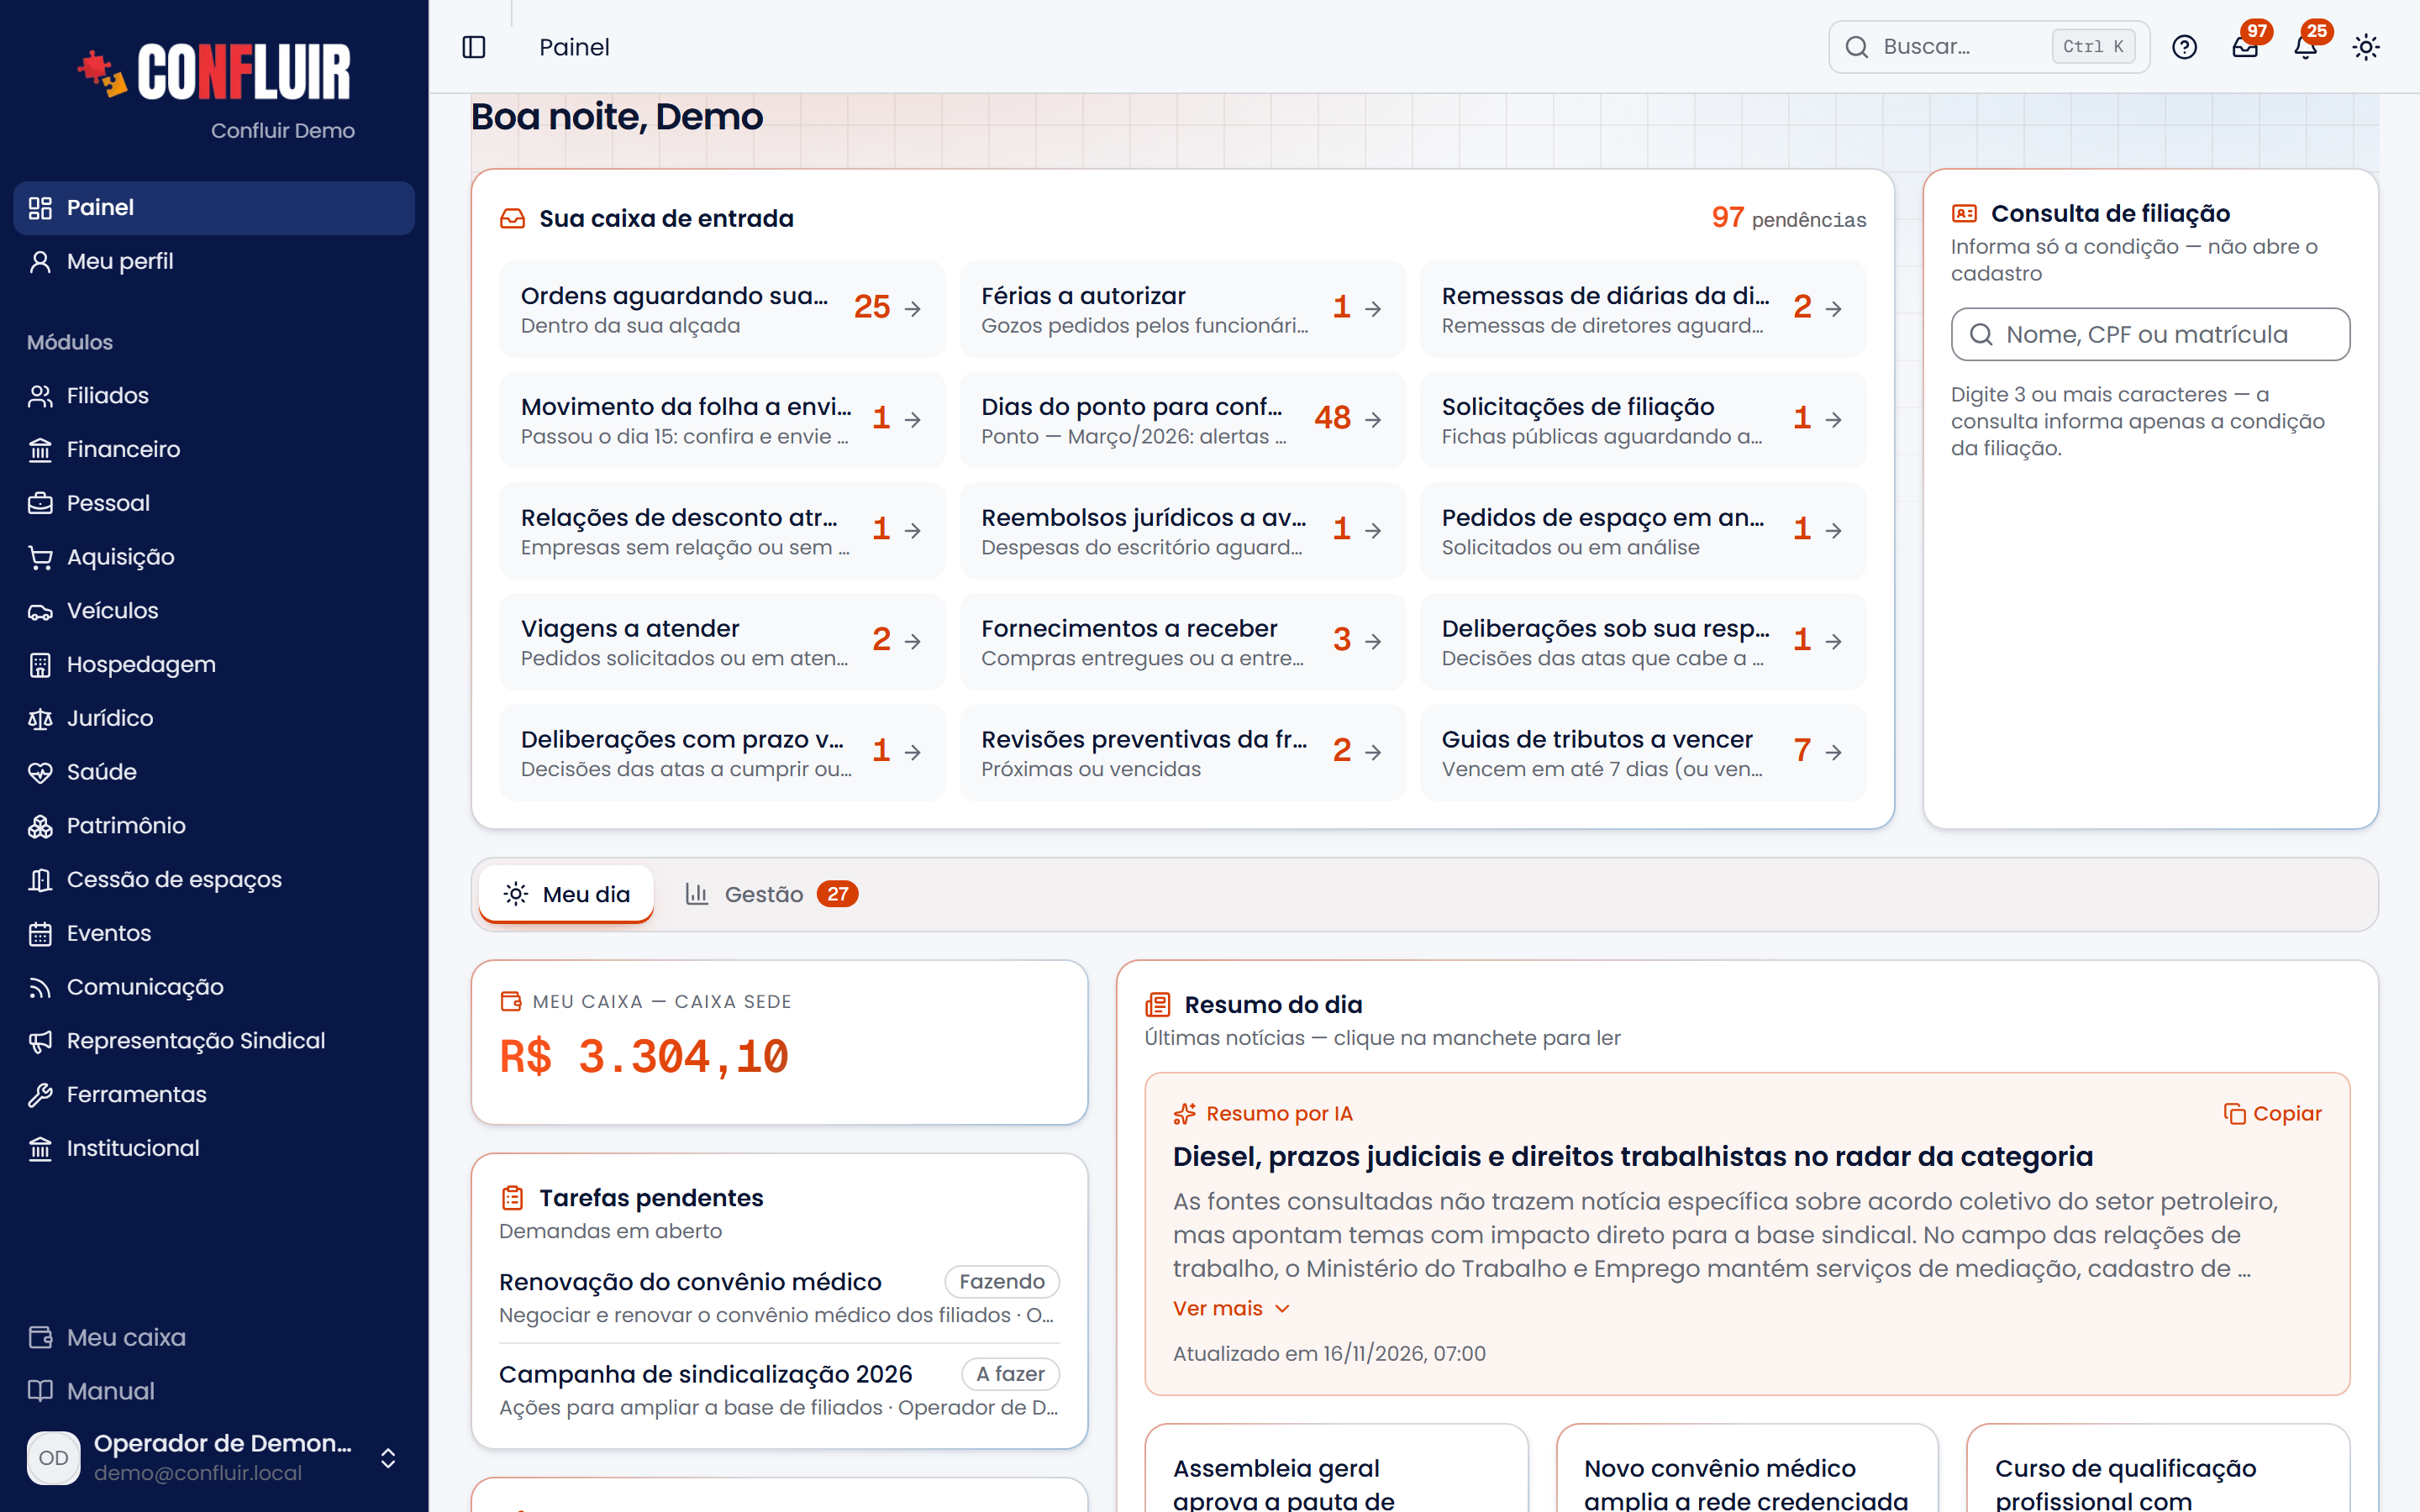 CONFLUIR
Confluir Demo
Painel
Meu perfil
Módulos
Filiados
Financeiro
Pessoal
Aquisição
Veículos
Hospedagem
Jurídico
Saúde
Patrimônio
Cessão de espaços
Eventos
Comunicação
Representação Sindical
Ferramentas
Institucional
Meu caixa
Manual
OD
Operador de Demon...
demo@confluir.local
Painel
Buscar...
Ctrl K
97
25
Boa noite, Demo
Sua caixa de entrada
97 pendências
Ordens aguardando sua...
Dentro da sua alçada
25
Férias a autorizar
Gozos pedidos pelos funcionári...
1
Remessas de diárias da di...
Remessas de diretores aguard...
2
Movimento da folha a envi...
Passou o dia 15: confira e envie ...
1
Dias do ponto para conf...
Ponto — Março/2026: alertas ...
48
Solicitações de filiação
Fichas públicas aguardando a...
1
Relações de desconto atr...
Empresas sem relação ou sem ...
1
Reembolsos jurídicos a av...
Despesas do escritório aguard...
1
Pedidos de espaço em an...
Solicitados ou em análise
1
Viagens a atender
Pedidos solicitados ou em aten...
2
Fornecimentos a receber
Compras entregues ou a entre...
3
Deliberações sob sua resp...
Decisões das atas que cabe a ...
1
Deliberações com prazo v...
Decisões das atas a cumprir ou...
1
Revisões preventivas da fr...
Próximas ou vencidas
2
Guias de tributos a vencer
Vencem em até 7 dias (ou ven...
7
Consulta de filiação
Informa só a condição — não abre o
cadastro
Nome, CPF ou matrícula
Digite 3 ou mais caracteres — a
consulta informa apenas a condição
da filiação.
Meu dia
Gestão
27
MEU CAIXA — CAIXA SEDE
R$ 3.304,10
Tarefas pendentes
Demandas em aberto
Renovação do convênio médico
Fazendo
Negociar e renovar o convênio médico dos filiados · O...
Campanha de sindicalização 2026
A fazer
Ações para ampliar a base de filiados · Operador de D...
Resumo do dia
Últimas notícias — clique na manchete para ler
Resumo por IA
Copiar
Diesel, prazos judiciais e direitos trabalhistas no radar da categoria
As fontes consultadas não trazem notícia específica sobre acordo coletivo do setor petroleiro,
mas apontam temas com impacto direto para a base sindical. No campo das relações de
trabalho, o Ministério do Trabalho e Emprego mantém serviços de mediação, cadastro de ...
Ver mais
Atualizado em 16/11/2026, 07:00
Assembleia geral
aprova a pauta de
Novo convênio médico
amplia a rede credenciada
Curso de qualificação
profissional com